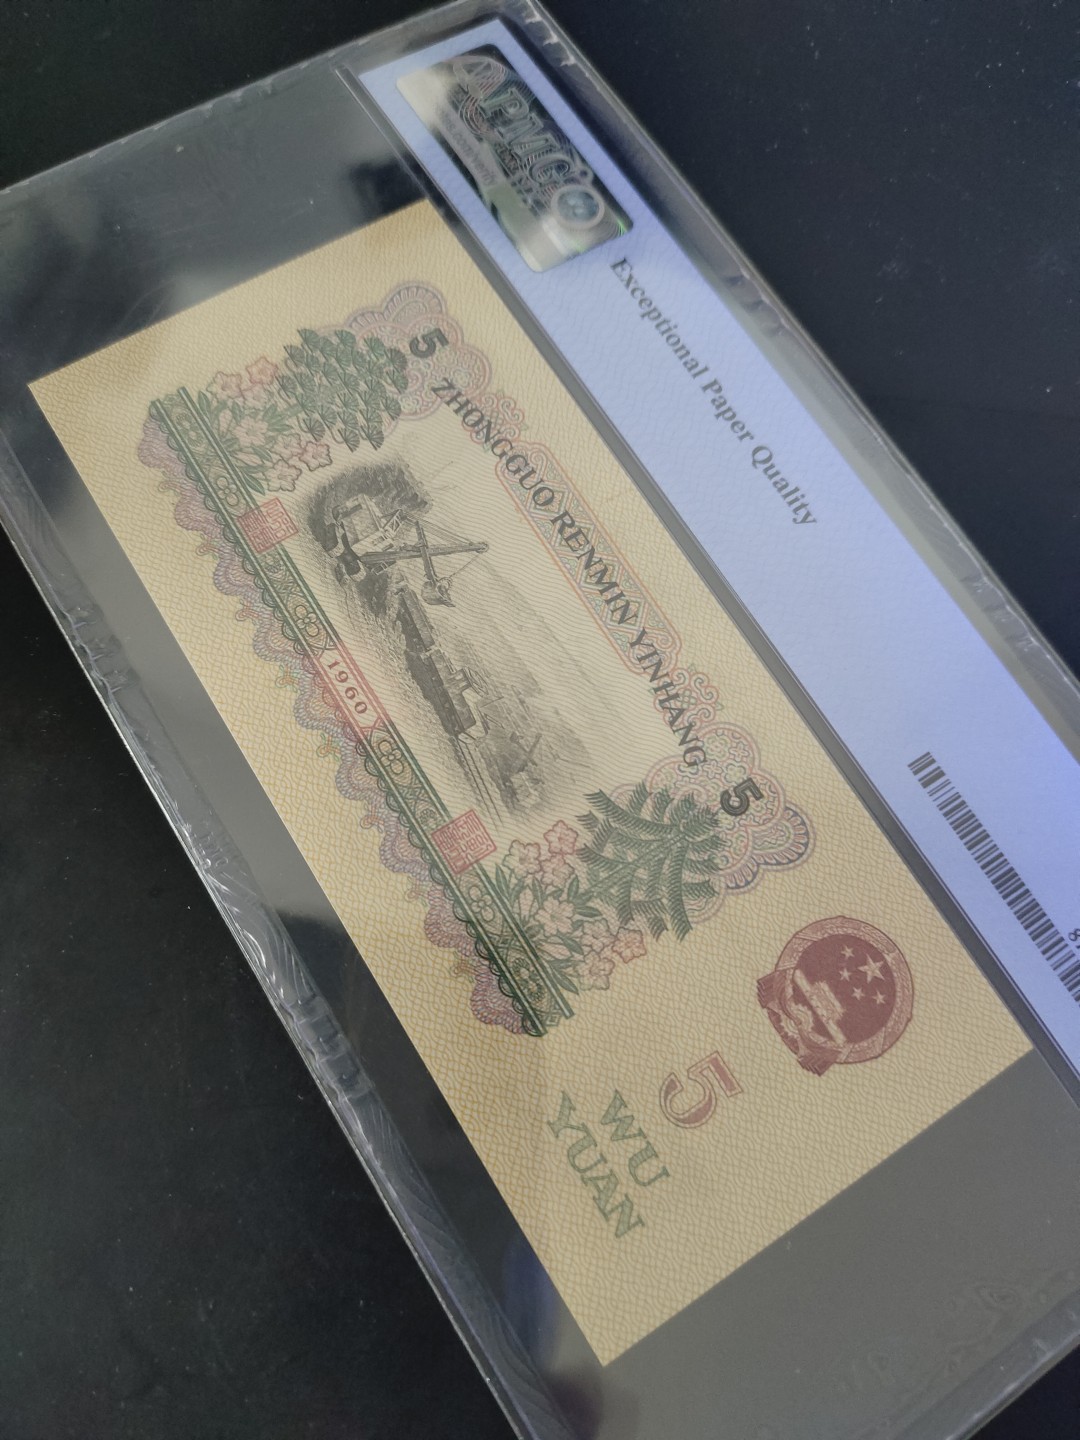 PMG
Exceptional Paper Quality
5
ZHONGGUO RENMIN YINHANG
5
1960
5
WU
YUAN